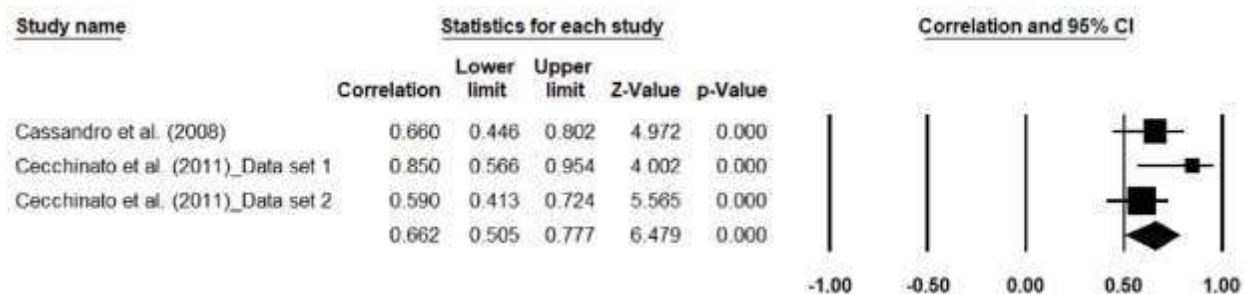 Study name Statistics for each study Correlation and 95% CI
Lower Upper
Correlation limit limit Z-Value p-Value
Cassandro et al. (2008) 0.660 0.446 0.802 4.972 0.000
Cecchinato et al. (2011)_Data set 1 0.850 0.566 0.954 4.002 0.000
Cecchinato et al. (2011)_Data set 2 0.590 0.413 0.724 5.565 0.000
0.662 0.505 0.777 6.479 0.000
-1.00 -0.50 0.00 0.50 1.00